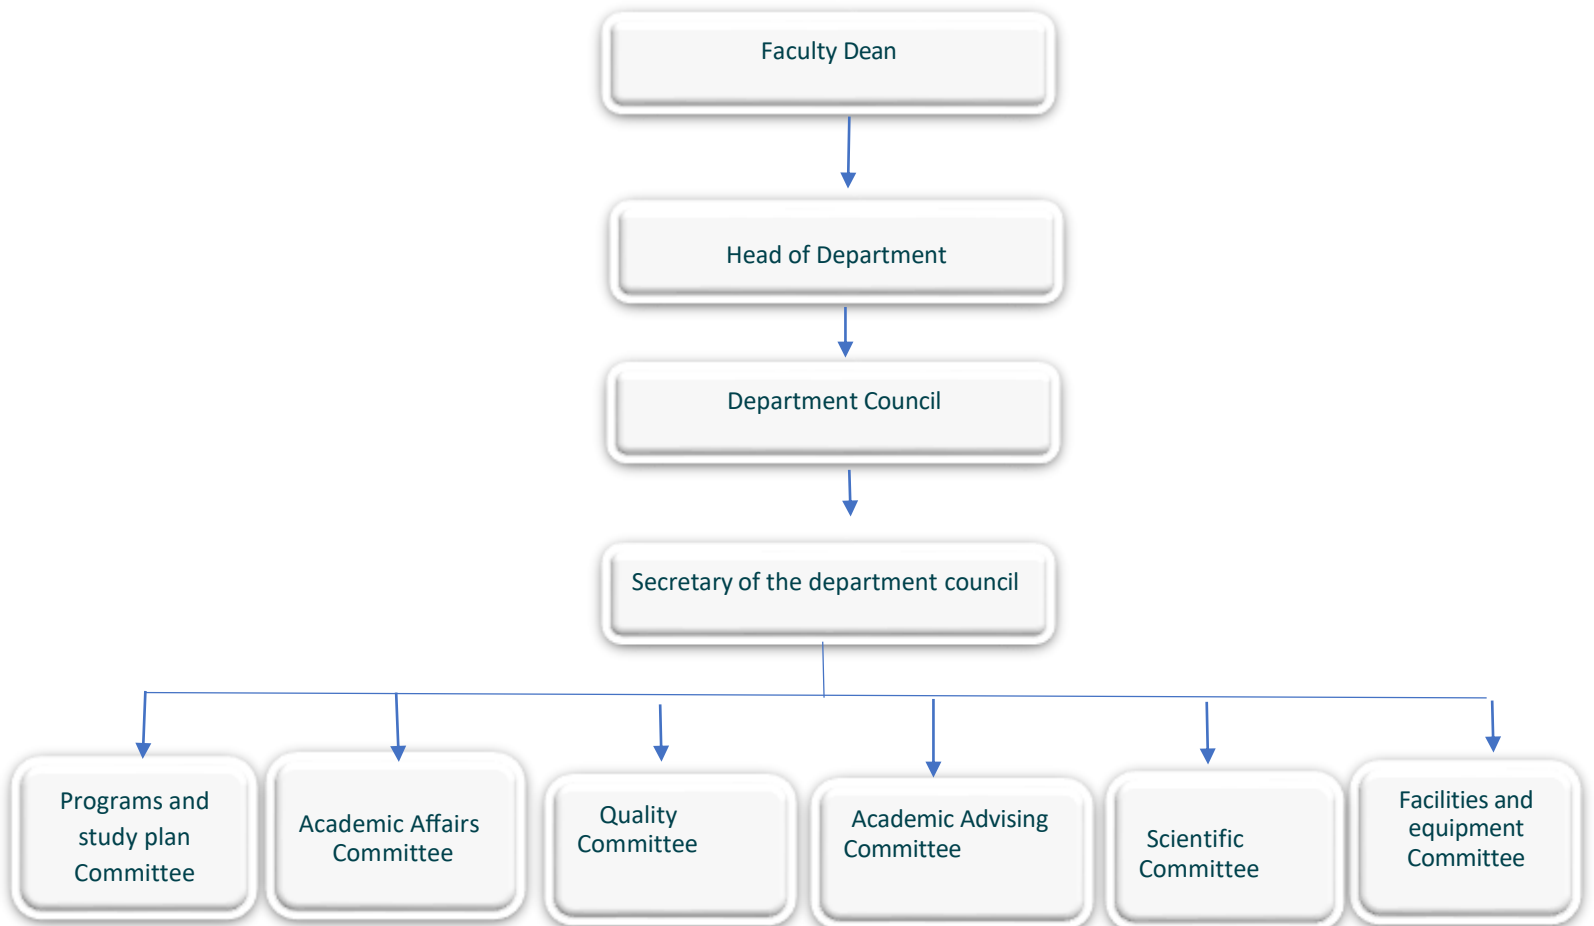 Faculty Dean
Head of Department
Department Council
Secretary of the department council
Programs and
study plan
Committee
Academic Affairs
Committee
Quality
Committee
Academic Advising
Committee
Scientific
Committee
Facilities and
equipment
Committee